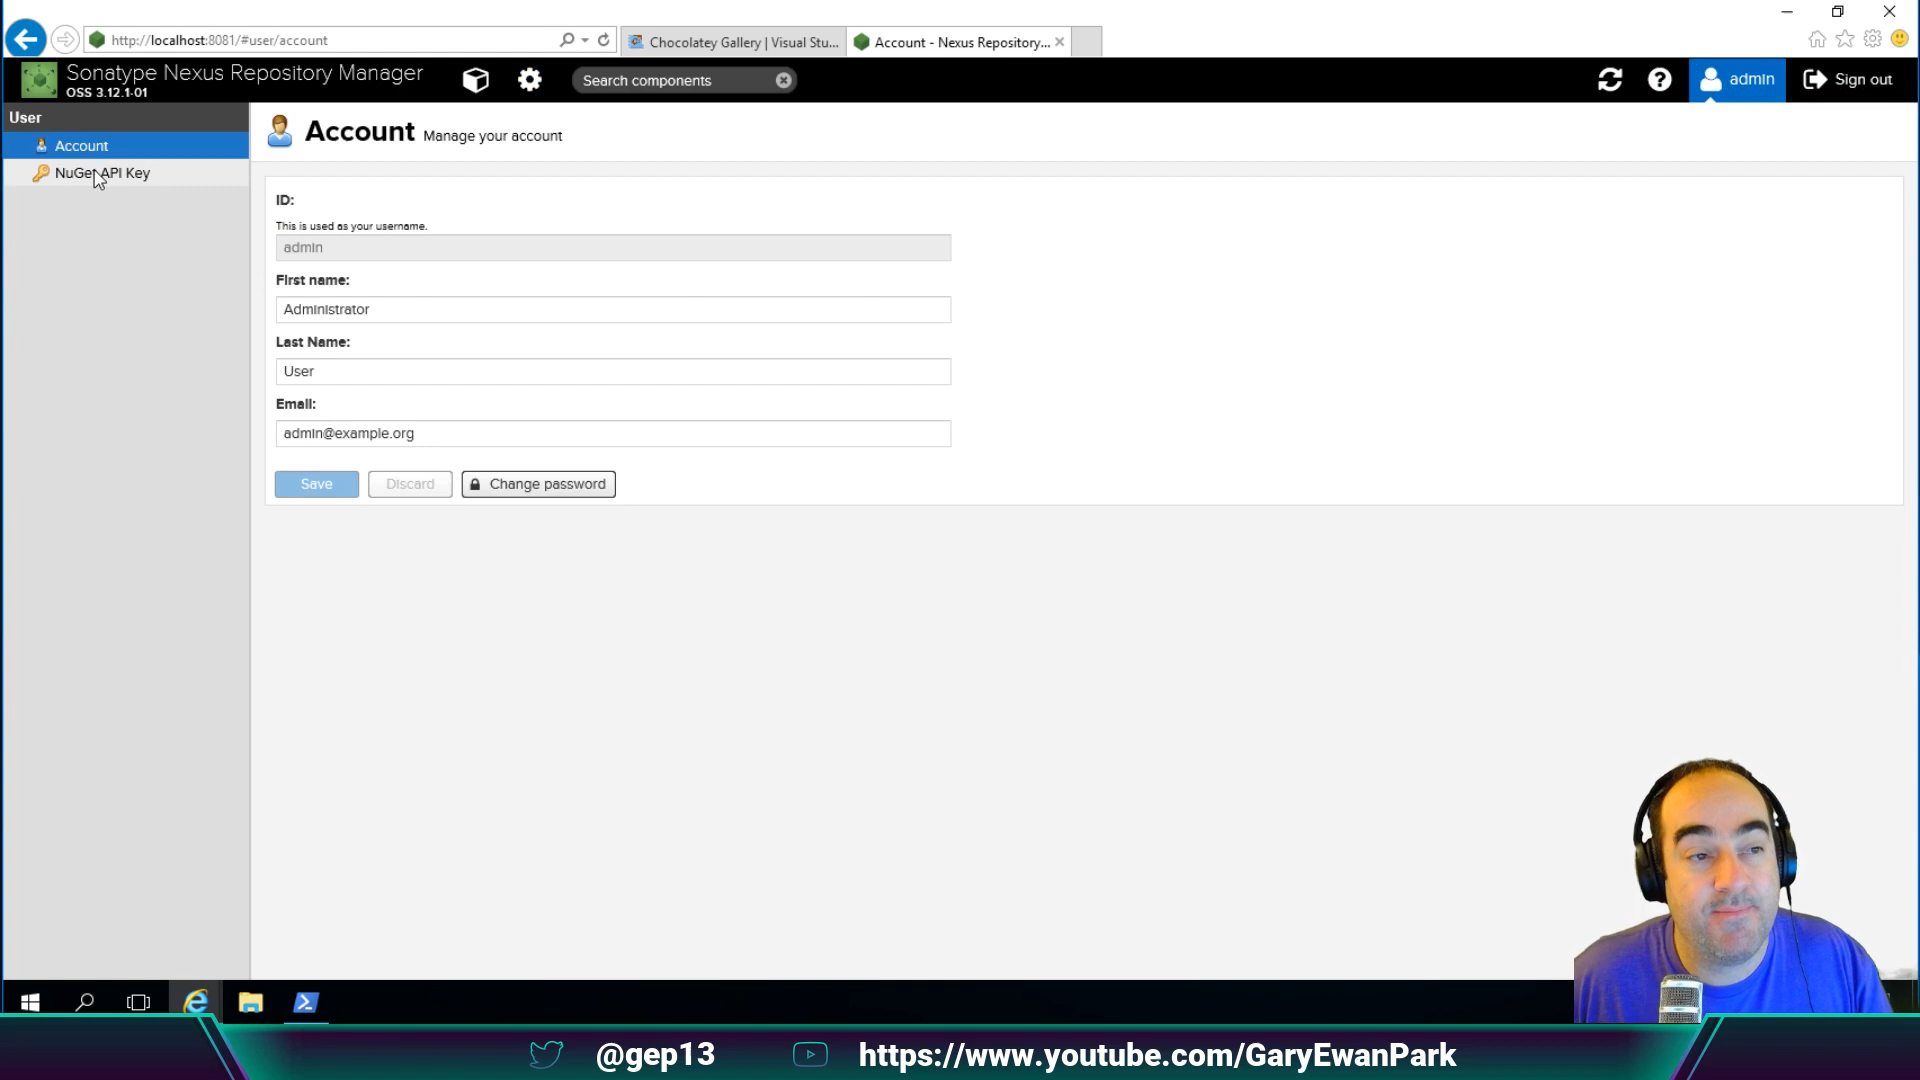 http://localhost:8081/#user/account
Chocolatey Gallery | Visual Stu...
Account - Nexus Repository...
Sonatype Nexus Repository Manager
OSS 3.12.1-01
Search components
admin
Sign out
User
Account
NuGet API Key
Account
Manage your account
ID:
This is used as your username.
admin
First name:
Administrator
Last Name:
User
Email:
admin@example.org
Save
Discard
Change password
@gep13
https://www.youtube.com/GaryEwanPark